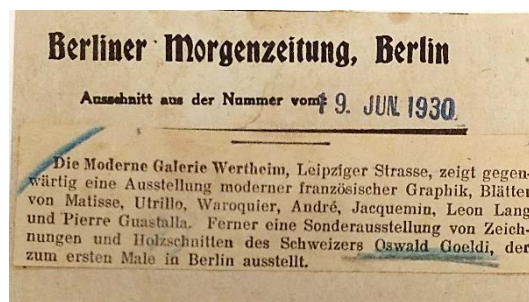 Berliner Morgenzeitung, Berlin
Ausschnitt aus der Nummer vom: 19. JUN. 1930
Die Moderne Galerie Wertheim, Leipziger Strasse, zeigt gegen-
wärtig eine Ausstellung moderner französischer Graphik, Blätter
von Matisse, Utrillo, Waroquier, André, Jacquemin, Leon Lang
und Pierre Guastalla. Ferner eine Sonderausstellung von Zeich-
nungen und Holzschnitten des Schweizers Oswald Goeldi, der
zum ersten Male in Berlin ausstellt.